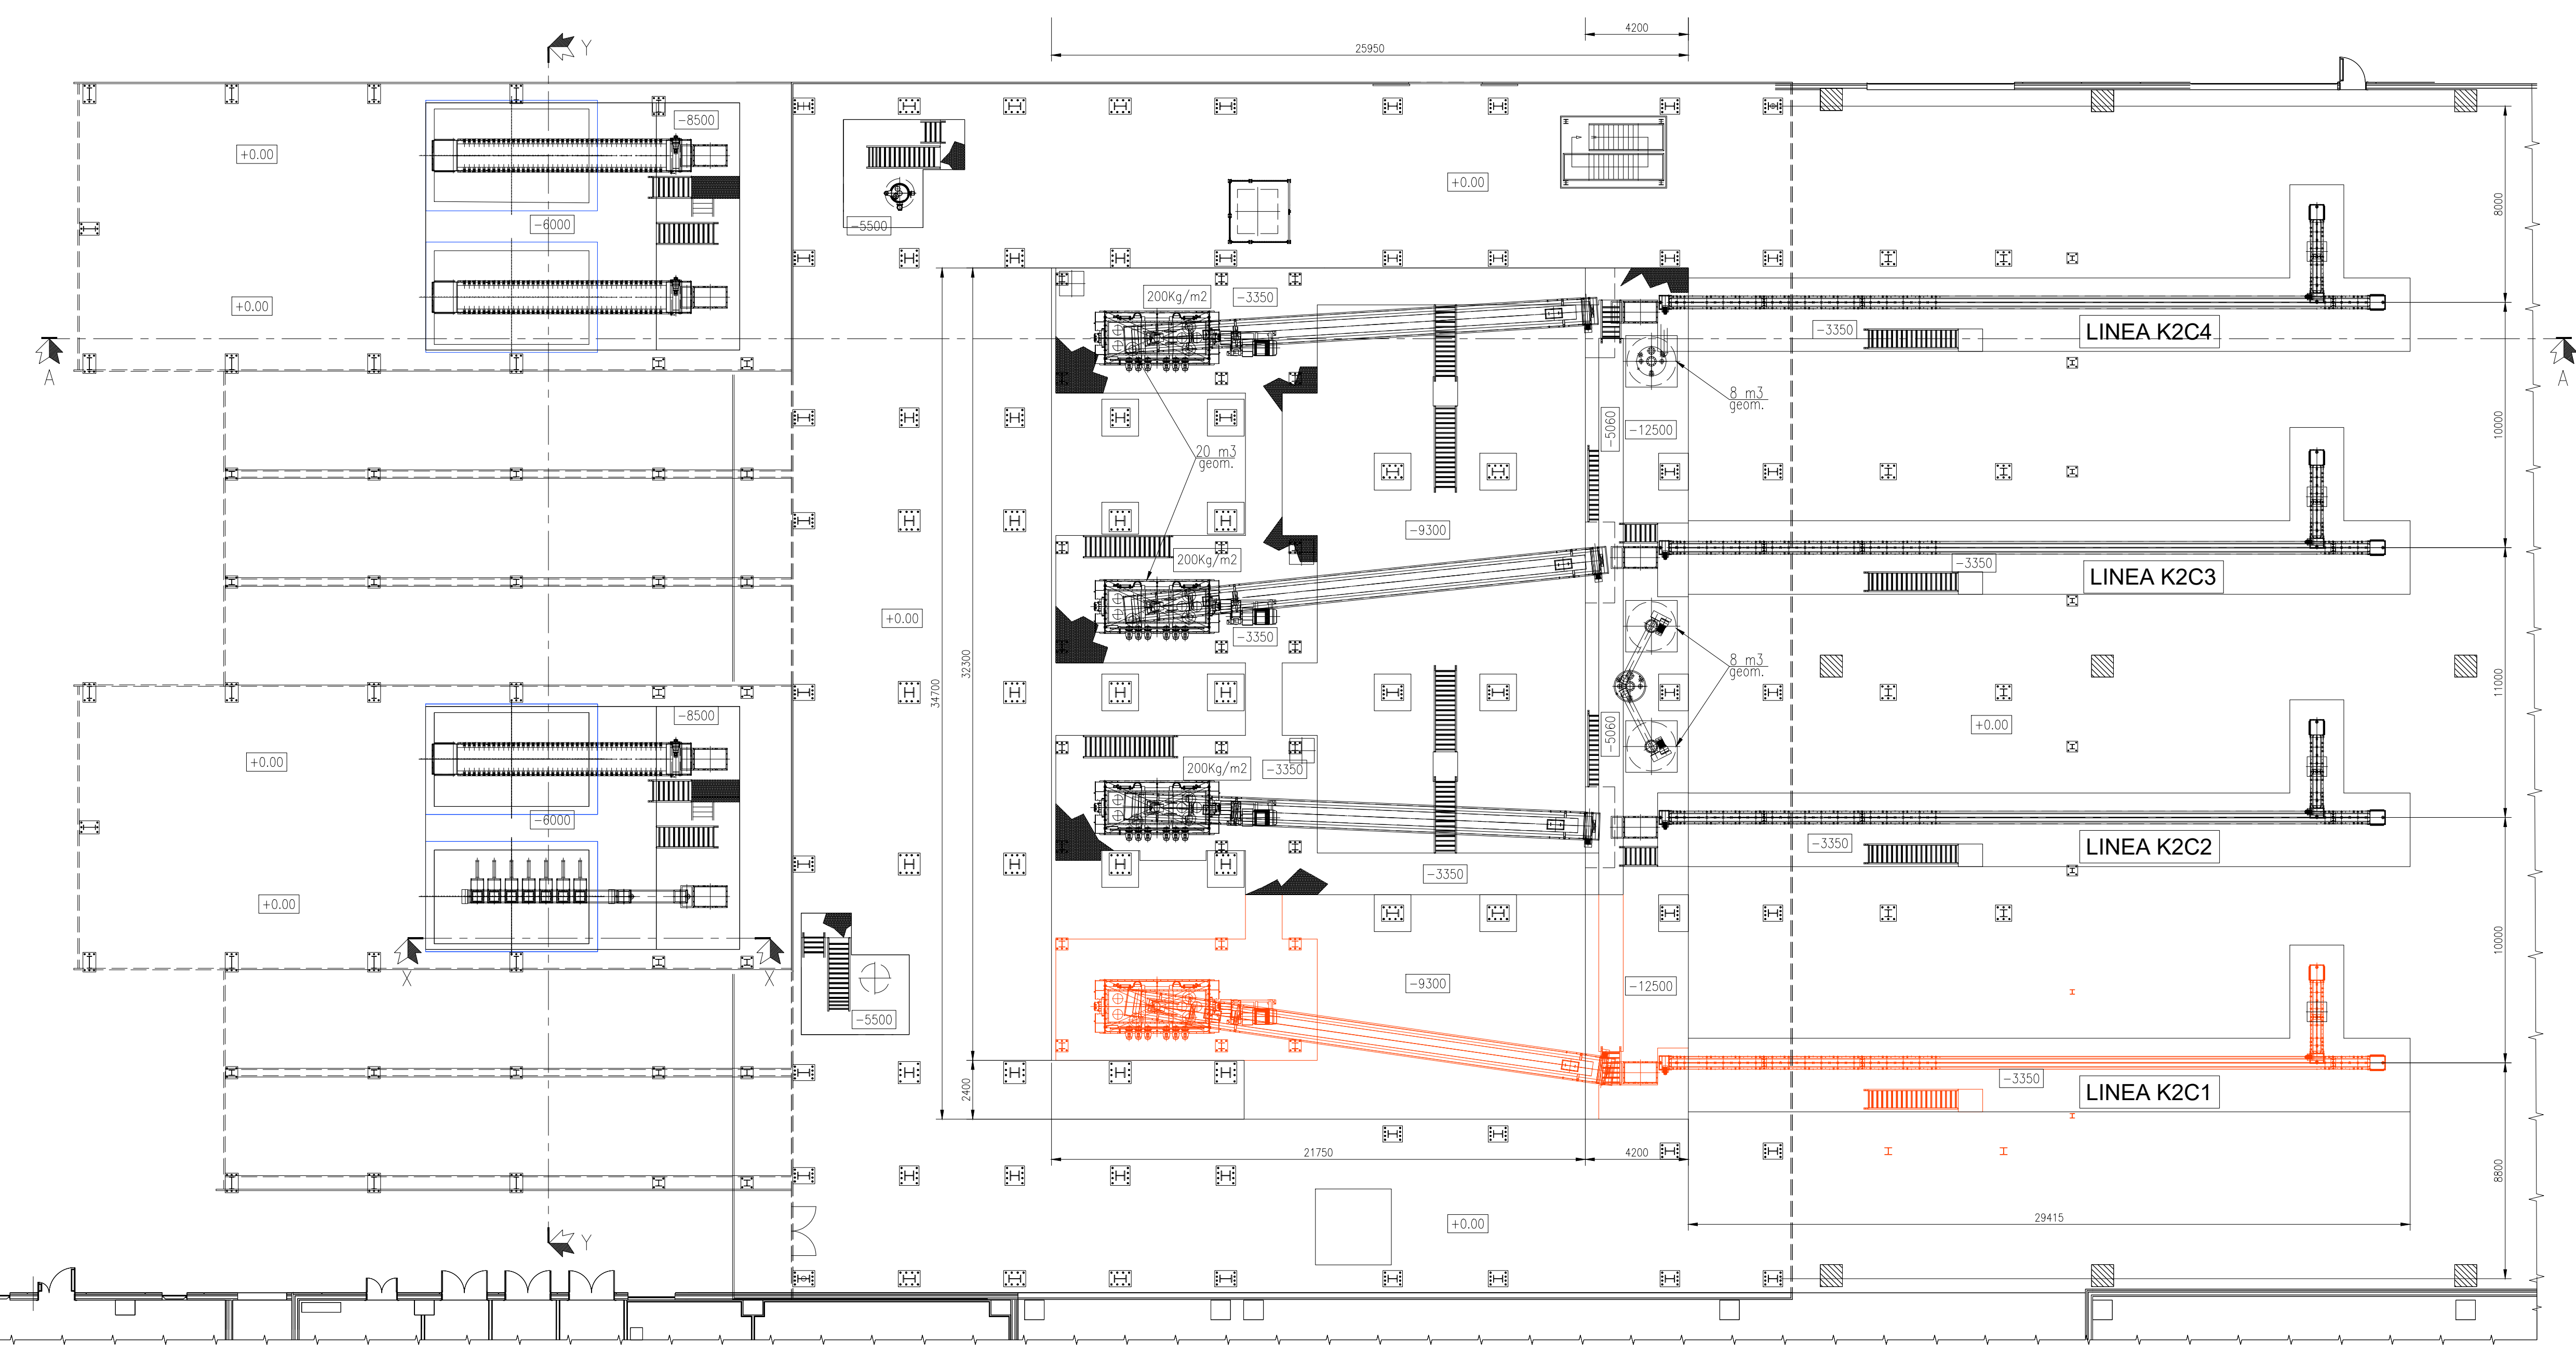 4200
25950
Y
-8500
+0.00
+0.00
8000
-6000
-5500
200Kg/m2
-3350
+0.00
-3350
LINEA K2C4
A
A
8 m3
geom.
-5060
-12500
10000
20 m3
geom.
-9300
200Kg/m2
-3350
LINEA K2C3
+0.00
-3350
32300
34700
8 m3
geom.
11000
-8500
-5060
+0.00
+0.00
200Kg/m2
-3350
-6000
-3350
LINEA K2C2
-3350
+0.00
10000
X
X
-9300
-12500
-5500
-3350
LINEA K2C1
2400
21750
4200
8800
+0.00
29415
Y